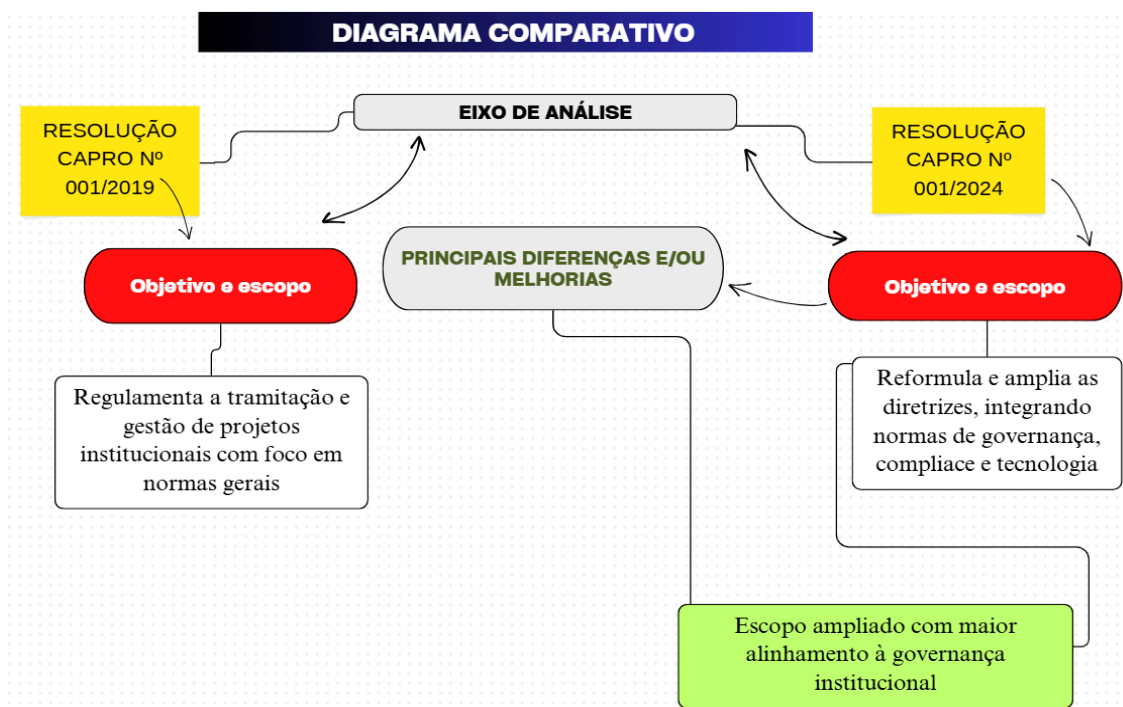 DIAGRAMA COMPARATIVO
EIXO DE ANÁLISE
RESOLUÇÃO
CAPRO Nº
001/2019
RESOLUÇÃO
CAPRO Nº
001/2024
Objetivo e escopo
PRINCIPAIS DIFERENÇAS E/OU
MELHORIAS
Objetivo e escopo
Regulamenta a tramitação e
gestão de projetos
institucionais com foco em
normas gerais
Reformula e amplia as
diretrizes, integrando
normas de governança,
compliace e tecnologia
Escopo ampliado com maior
alinhamento à governança
institucional